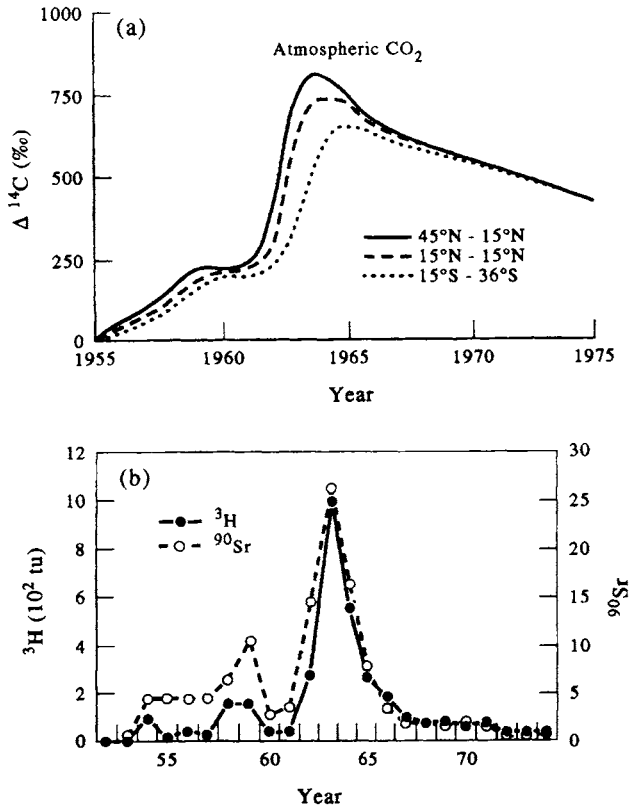 (a)
Atmospheric CO2
Δ 14C (‰)
1000
750
500
250
0
45°N - 15°N
15°N - 15°N
15°S - 36°S
1955
1960
1965
1970
1975
Year
(b)
3H (10² tu)
12
10
8
6
4
2
0
3H
90Sr
30
25
20
15
10
5
0
90Sr
55
60
65
70
Year